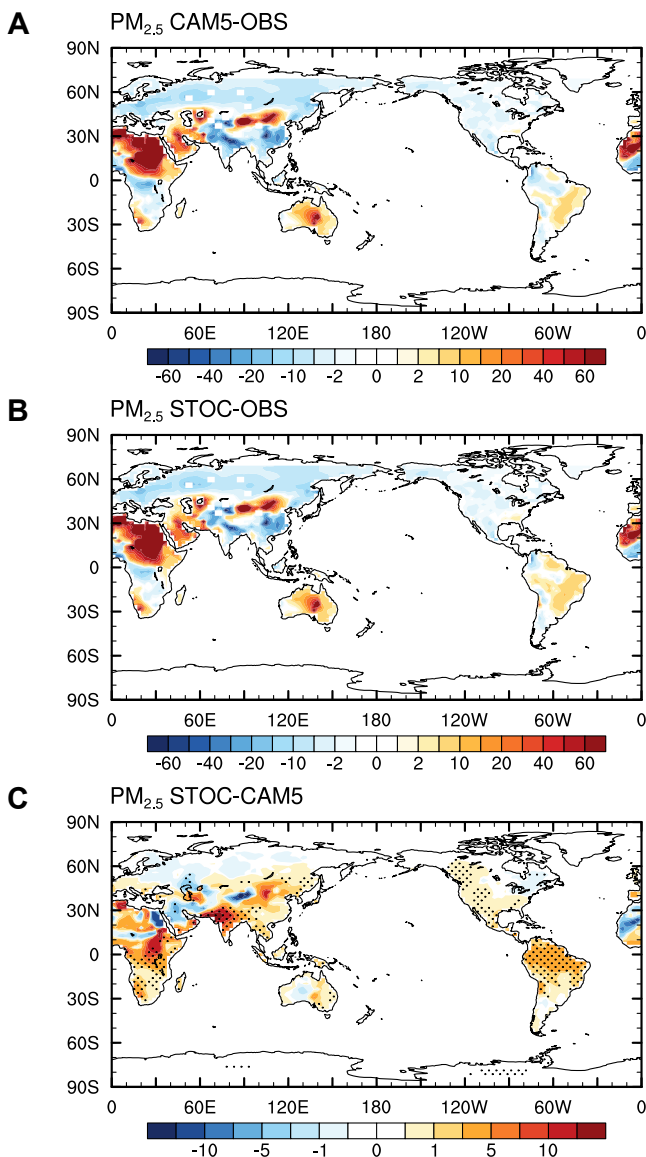 A
PM2.5 CAM5-OBS
90N
60N
30N
0
30S
60S
90S
0 60E 120E 180 120W 60W 0
-60 -40 -20 -10 -2 0 2 10 20 40 60
B
PM2.5 STOC-OBS
90N
60N
30N
0
30S
60S
90S
0 60E 120E 180 120W 60W 0
-60 -40 -20 -10 -2 0 2 10 20 40 60
C
PM2.5 STOC-CAM5
90N
60N
30N
0
30S
60S
90S
0 60E 120E 180 120W 60W 0
-10 -5 -1 0 1 5 10